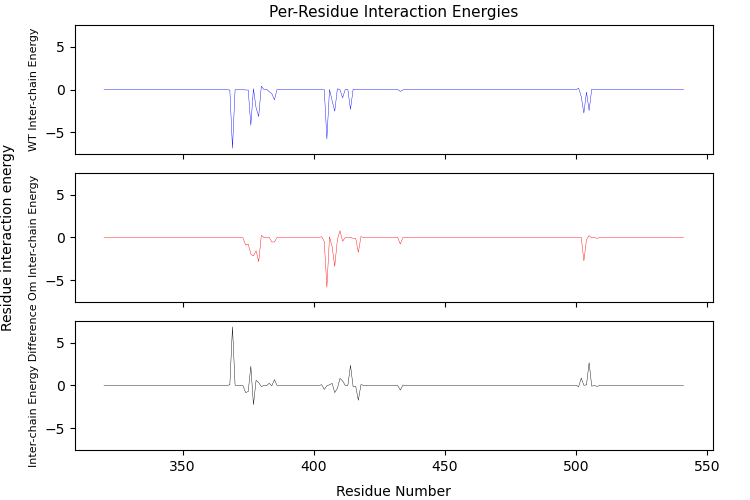 Per-Residue Interaction Energies
Residue interaction energy
WT Inter-chain Energy
5
0
−5
Om Inter-chain Energy
5
0
−5
Inter-chain Energy Difference
5
0
−5
350
400
450
500
550
Residue Number